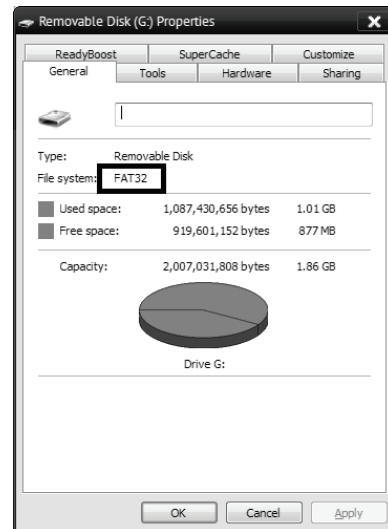 Removable Disk (G:) Properties
ReadyBoost SuperCache Customize
General Tools Hardware Sharing
Type: Removable Disk
File system: FAT32
Used space: 1,087,430,656 bytes 1.01 GB
Free space: 919,601,152 bytes 877 MB
Capacity: 2,007,031,808 bytes 1.86 GB
Drive G:
OK Cancel Apply